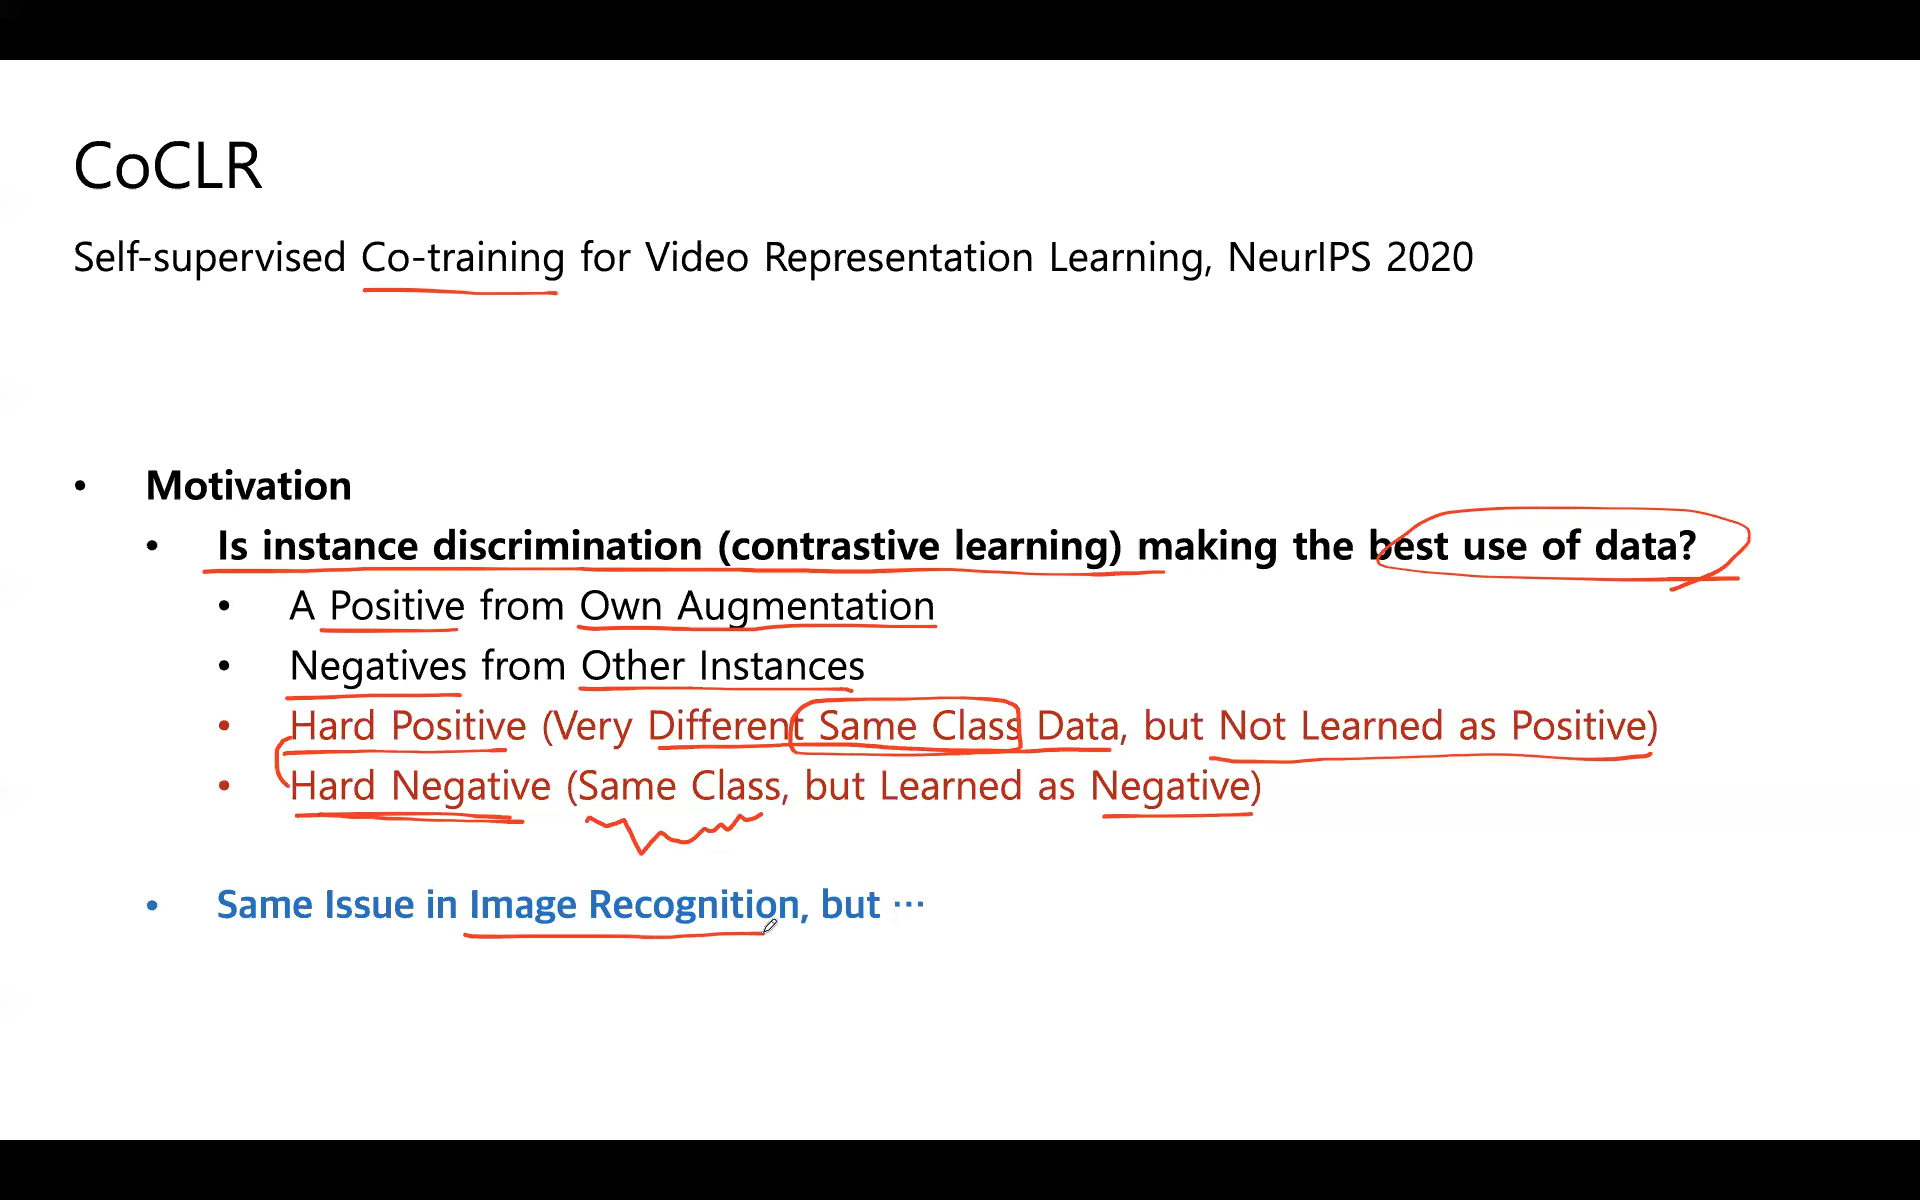 CoCLR
Self-supervised Co-training for Video Representation Learning, NeurIPS 2020
• Motivation
• Is instance discrimination (contrastive learning) making the best use of data?
• A Positive from Own Augmentation
• Negatives from Other Instances
• Hard Positive (Very Different Same Class Data, but Not Learned as Positive)
• Hard Negative (Same Class, but Learned as Negative)
• Same Issue in Image Recognition, but ⋯